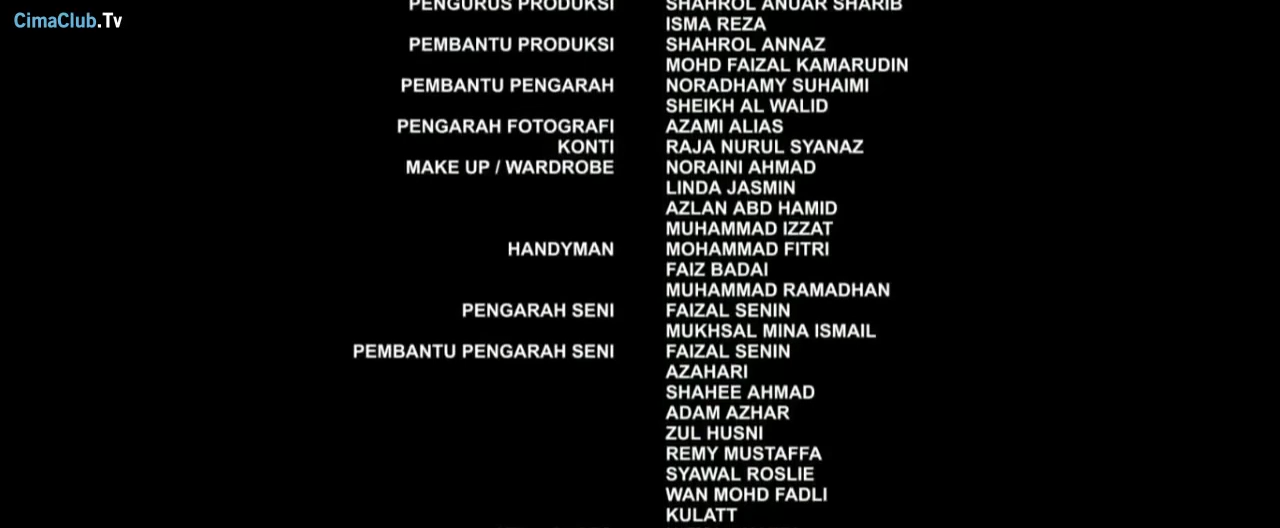 CimaClub.Tv
PENGURUS PRODUKSI SHAHROL ANUAR SHARIB
ISMA REZA
PEMBANTU PRODUKSI SHAHROL ANNAZ
MOHD FAIZAL KAMARUDIN
PEMBANTU PENGARAH NORADHAMY SUHAIMI
SHEIKH AL WALID
PENGARAH FOTOGRAFI AZAMI ALIAS
KONTI RAJA NURUL SYANAZ
MAKE UP / WARDROBE NORAINI AHMAD
LINDA JASMIN
AZLAN ABD HAMID
MUHAMMAD IZZAT
HANDYMAN MOHAMMAD FITRI
FAIZ BADAI
MUHAMMAD RAMADHAN
PENGARAH SENI FAIZAL SENIN
MUKHSAL MINA ISMAIL
PEMBANTU PENGARAH SENI FAIZAL SENIN
AZAHARI
SHAHEE AHMAD
ADAM AZHAR
ZUL HUSNI
REMY MUSTAFFA
SYAWAL ROSLIE
WAN MOHD FADLI
KULATT